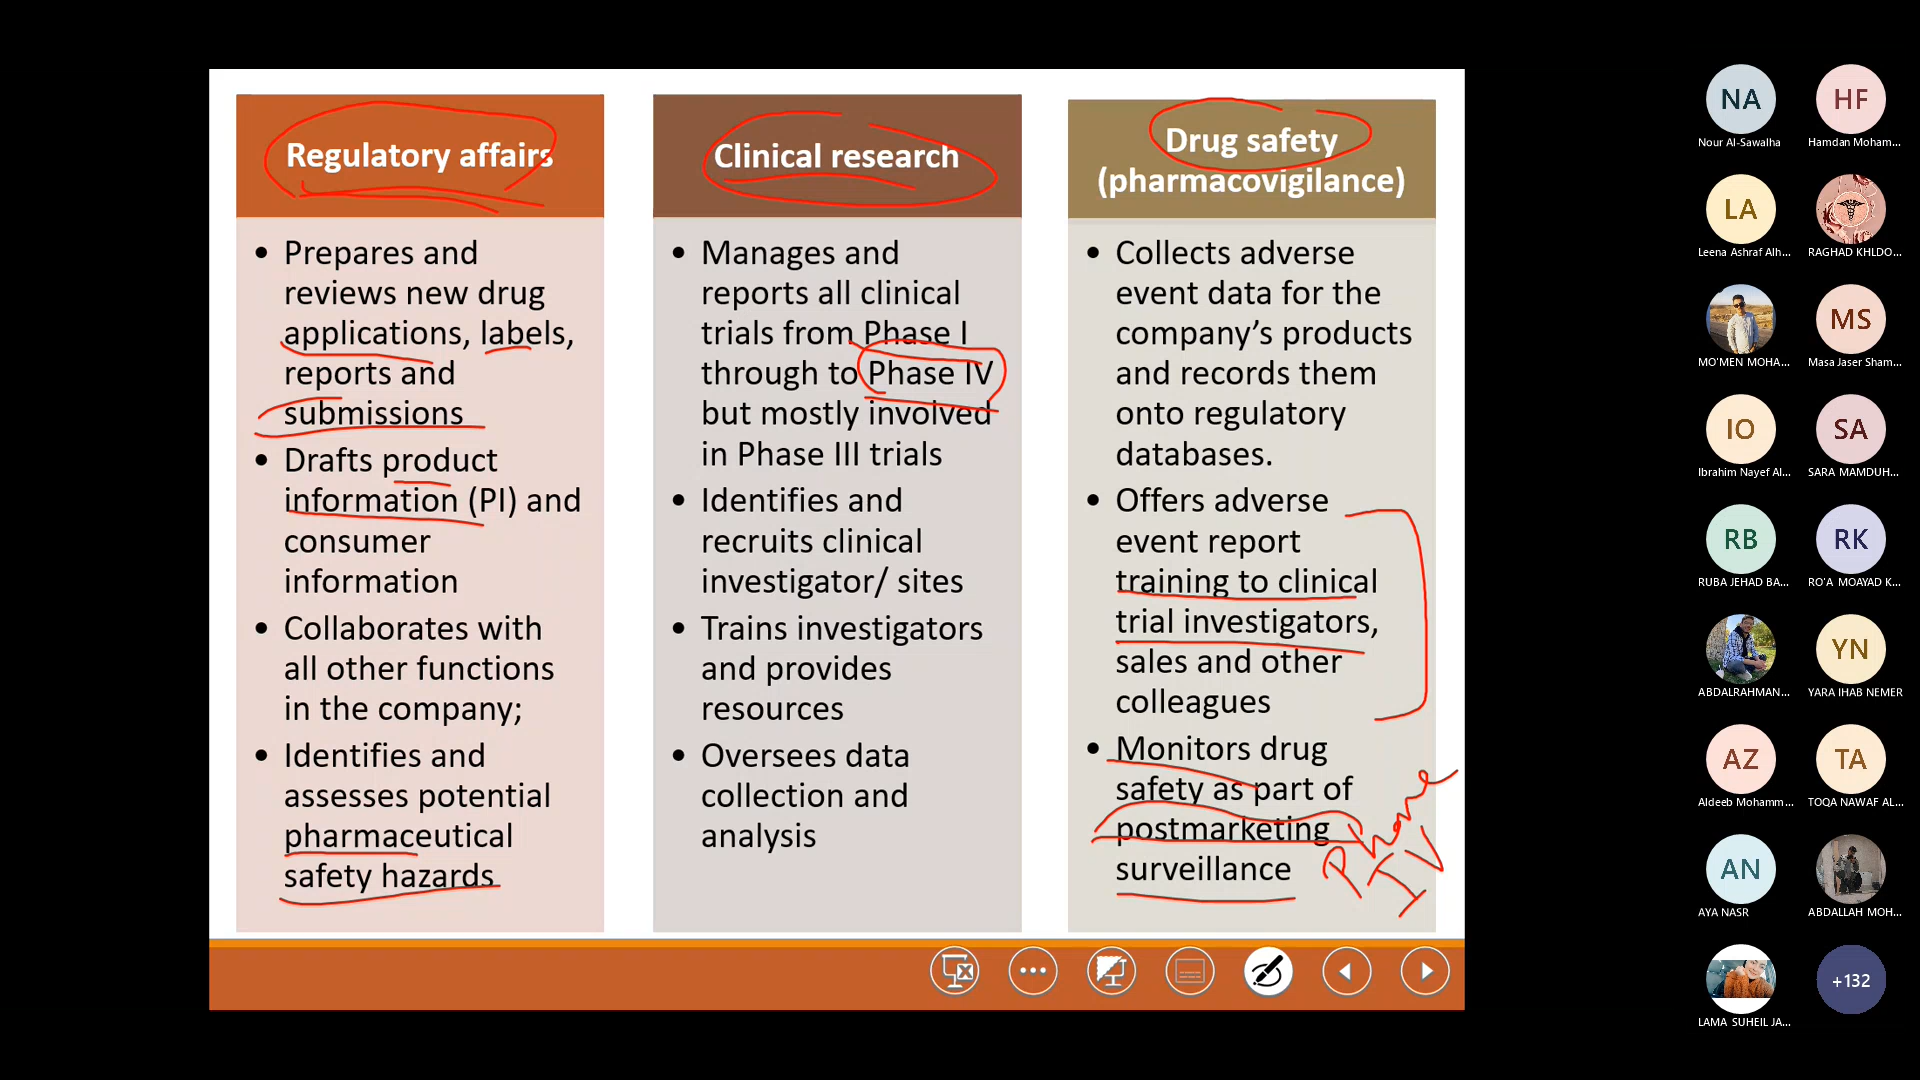 Regulatory affairs
• Prepares and
reviews new drug
applications, labels,
reports and
submissions
• Drafts product
information (PI) and
consumer
information
• Collaborates with
all other functions
in the company;
• Identifies and
assesses potential
pharmaceutical
safety hazards
Clinical research
• Manages and
reports all clinical
trials from Phase I
through to Phase IV
but mostly involved
in Phase III trials
• Identifies and
recruits clinical
investigator/ sites
• Trains investigators
and provides
resources
• Oversees data
collection and
analysis
Drug safety
(pharmacovigilance)
• Collects adverse
event data for the
company’s products
and records them
onto regulatory
databases.
• Offers adverse
event report
training to clinical
trial investigators,
sales and other
colleagues
• Monitors drug
safety as part of
postmarketing
surveillance
Phase
IV
NA
Nour Al-Sawalha
HF
Hamdan Moham...
LA
Leena Ashraf Alh...
RAGHAD KHLDO...
MO'MEN MOHA...
MS
Masa Jaser Sham...
IO
Ibrahim Nayef Al...
SA
SARA MAMDUH...
RB
RUBA JEHAD BA...
RK
RO'A MOAYAD K...
ABDALRAHMAN...
YN
YARA IHAB NEMER
AZ
Aldeeb Mohamm...
TA
TOQA NAWAF AL...
AN
AYA NASR
ABDALLAH MOH...
LAMA SUHEIL JA...
+132